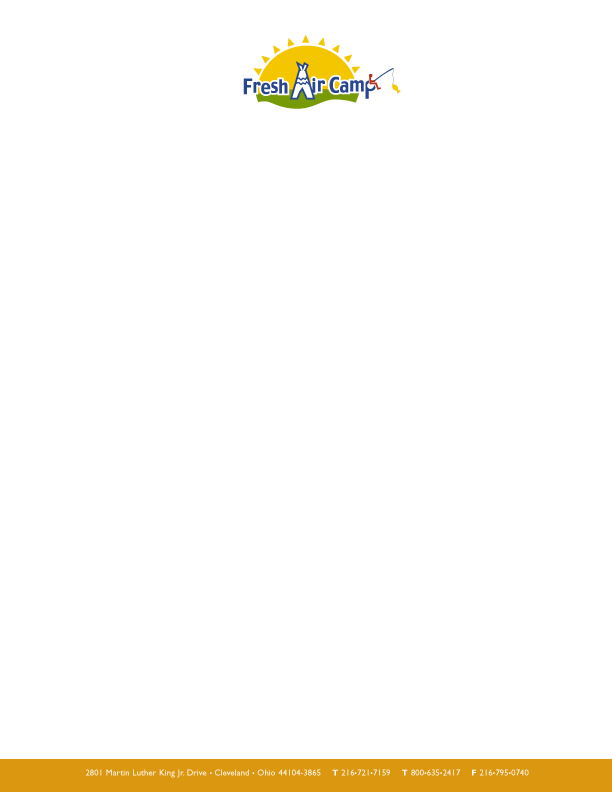 Fresh Air Camp
2801 Martin Luther King Jr. Drive • Cleveland • Ohio 44104-3865 T 216•721•7159 T 800•635•2417 F 216•795•0740